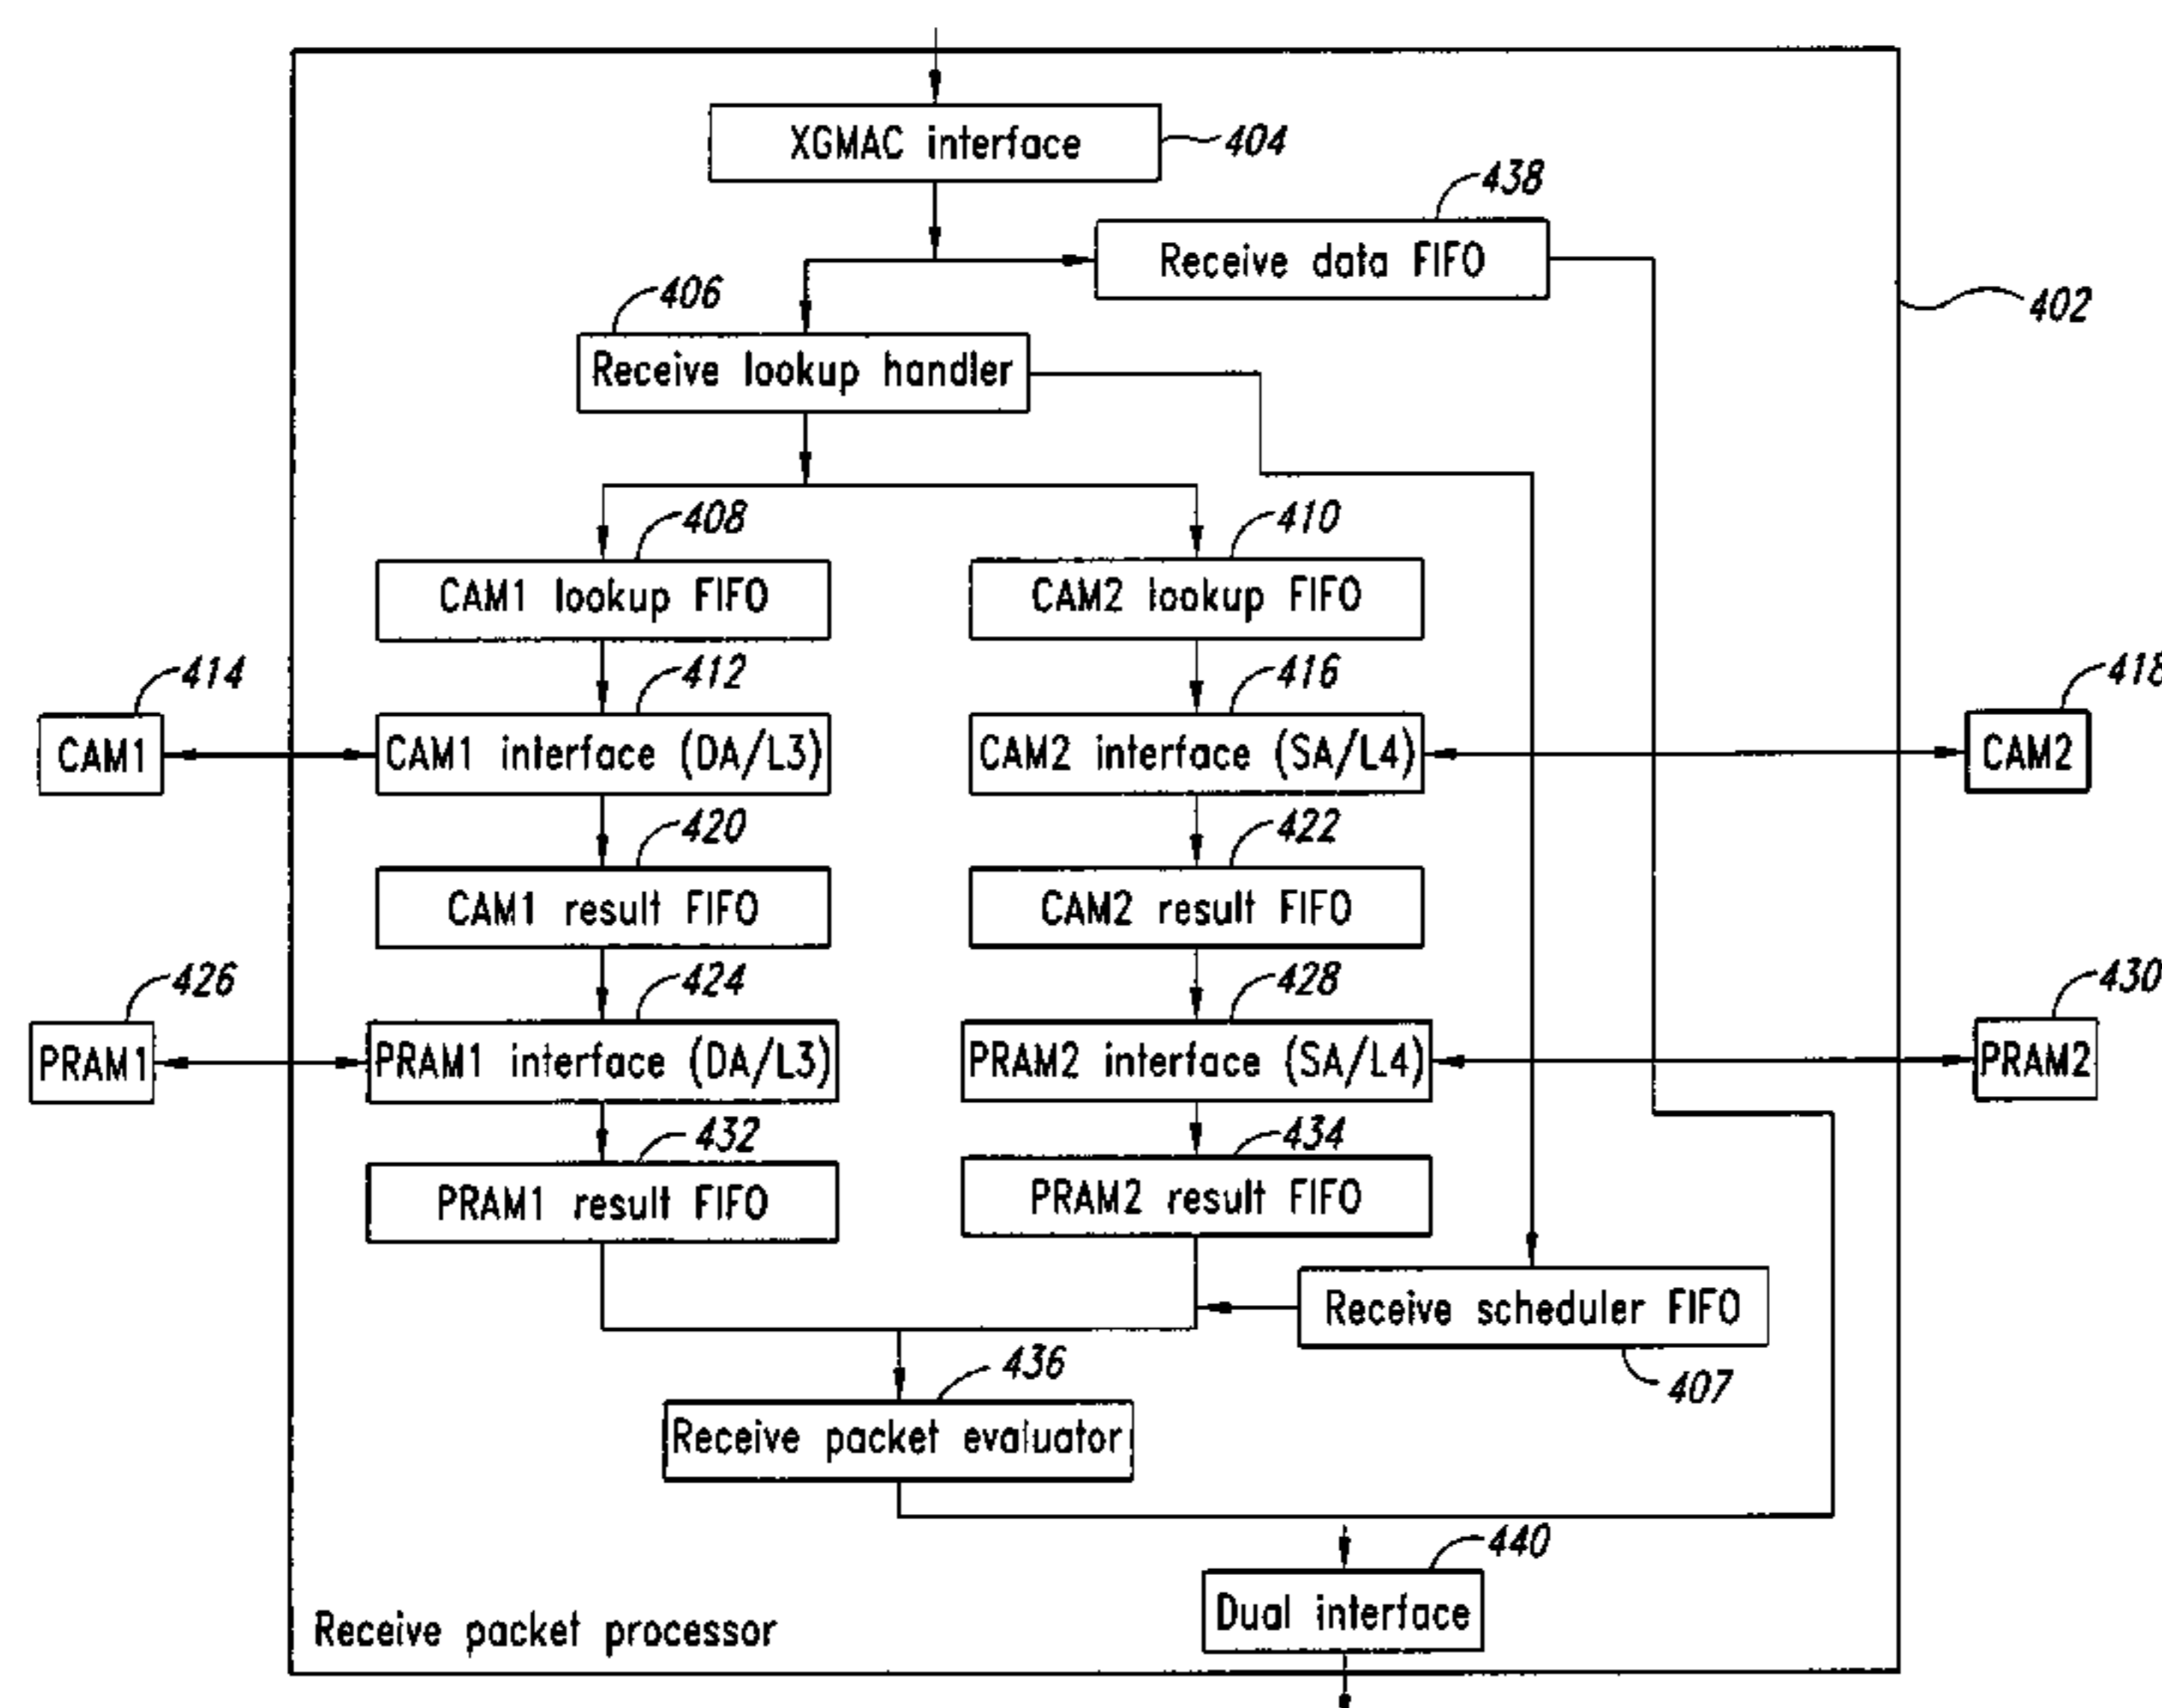 XGMAC interface
404
438
Receive data FIFO
402
406
Receive lookup handler
408
410
CAM1 lookup FIFO
CAM2 lookup FIFO
414
412
416
418
CAM1
CAM1 interface (DA/L3)
CAM2 interface (SA/L4)
CAM2
420
422
CAM1 result FIFO
CAM2 result FIFO
426
424
428
430
PRAM1
PRAM1 interface (DA/L3)
PRAM2 interface (SA/L4)
PRAM2
432
434
PRAM1 result FIFO
PRAM2 result FIFO
Receive scheduler FIFO
436
407
Receive packet evaluator
440
Dual interface
Receive packet processor